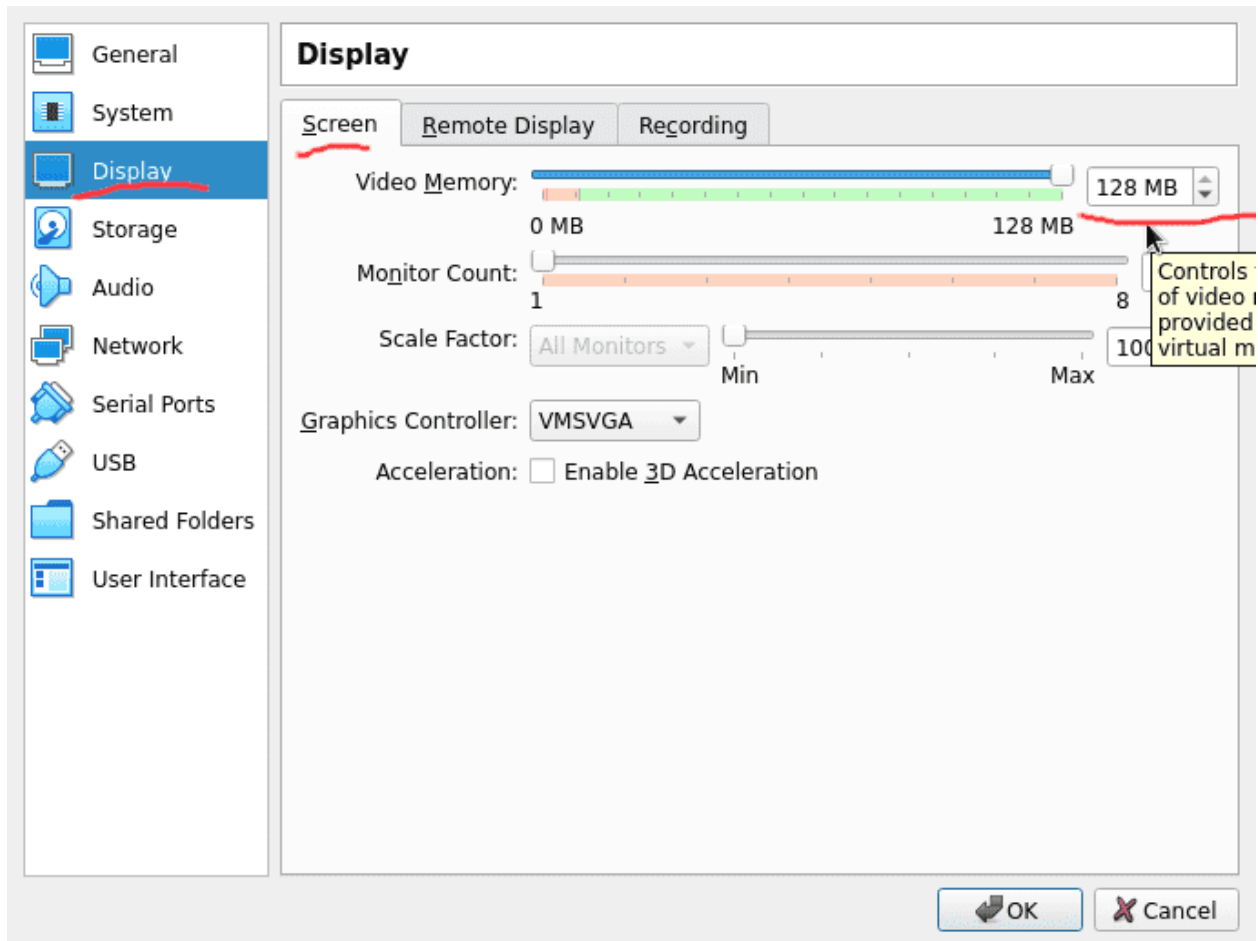 General
System
Display
Storage
Audio
Network
Serial Ports
USB
Shared Folders
User Interface
Display
Screen Remote Display Recording
Video Memory: 128 MB
0 MB 128 MB
Monitor Count:
1 8
Scale Factor: All Monitors
Min Max
Controls
of video
provided
virtual
Graphics Controller: VMSVGA
Acceleration: Enable 3D Acceleration
OK Cancel